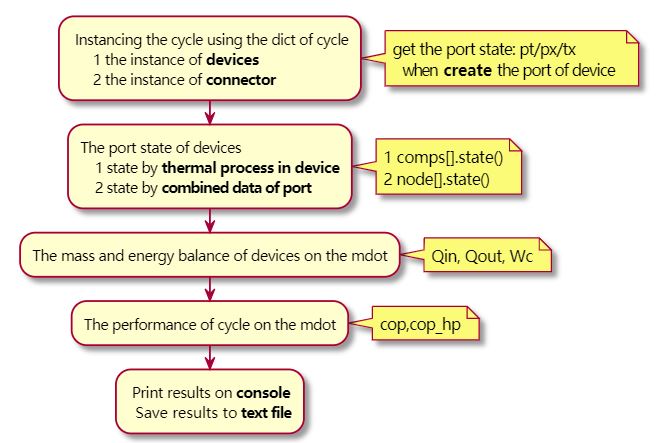 Instancing the cycle using the dict of cycle
1 the instance of devices
2 the instance of connector
get the port state: pt/px/tx
when create the port of device
The port state of devices
1 state by thermal process in device
2 state by combined data of port
1 comps[].state()
2 node[].state()
The mass and energy balance of devices on the mdot
Qin, Qout, Wc
The performance of cycle on the mdot
cop,cop_hp
Print results on console
Save results to text file